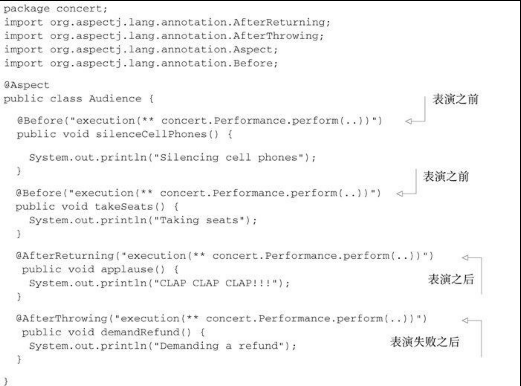 package concert;
import org.aspectj.lang.annotation.AfterReturning;
import org.aspectj.lang.annotation.AfterThrowing;
import org.aspectj.lang.annotation.Aspect;
import org.aspectj.lang.annotation.Before;
@Aspect
public class Audience {
表演之前
@Before("execution(** concert.Performance.perform(..))")
public void silenceCellPhones() {
System.out.println("Silencing cell phones");
}
表演之前
@Before("execution(** concert.Performance.perform(..))")
public void takeSeats() {
System.out.println("Taking seats");
}
@AfterReturning("execution(** concert.Performance.perform(..))")
public void applause() {
表演之后
System.out.println("CLAP CLAP CLAP!!!");
}
@AfterThrowing("execution(** concert.Performance.perform(..))")
public void demandRefund() {
表演失败之后
System.out.println("Demanding a refund");
}
}